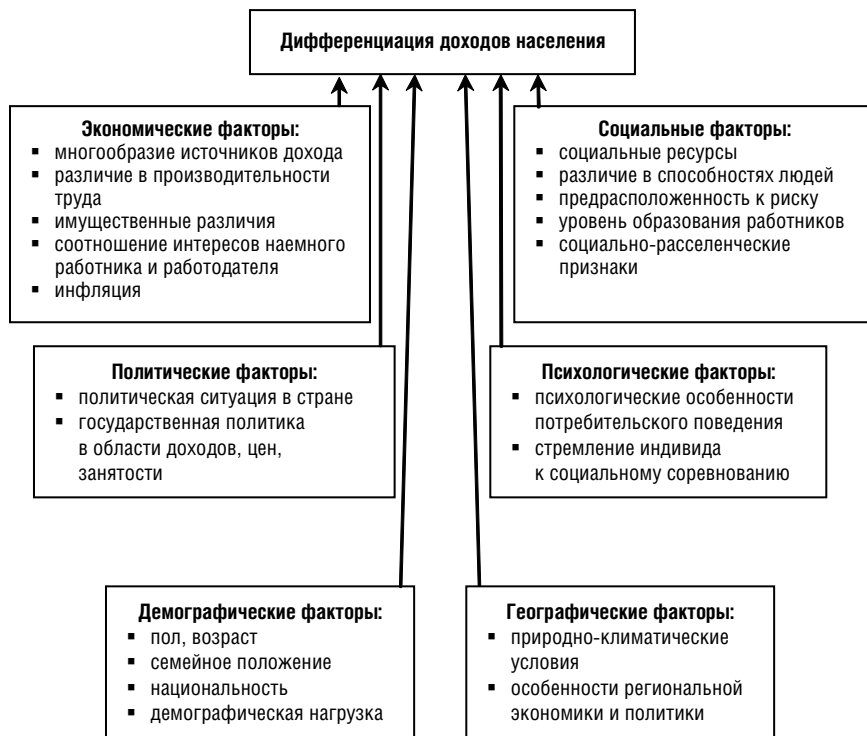 Дифференциация доходов населения
Экономические факторы:
▪ многообразие источников дохода
▪ различие в производительности
труда
▪ имущественные различия
▪ соотношение интересов наемного
работника и работодателя
▪ инфляция
Социальные факторы:
▪ социальные ресурсы
▪ различие в способностях людей
▪ предрасположенность к риску
▪ уровень образования работников
▪ социально-расселенческие
признаки
Политические факторы:
▪ политическая ситуация в стране
▪ государственная политика
в области доходов, цен,
занятости
Психологические факторы:
▪ психологические особенности
потребительского поведения
▪ стремление индивида
к социальному соревнованию
Демографические факторы:
▪ пол, возраст
▪ семейное положение
▪ национальность
▪ демографическая нагрузка
Географические факторы:
▪ природно-климатические
условия
▪ особенности региональной
экономики и политики